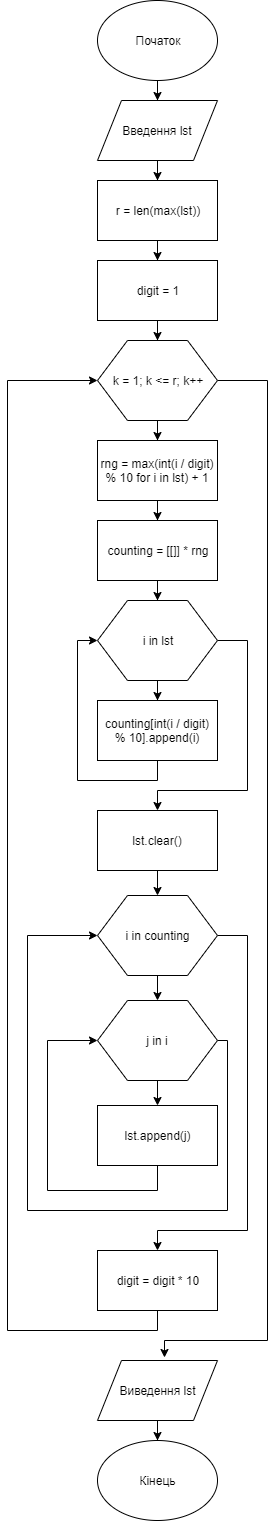 Початок
Введення lst
r = len(max(lst))
digit = 1
k = 1; k <= r; k++
rng = max(int(i / digit)
% 10 for i in lst) + 1
counting = [[]] * rng
i in lst
counting[int(i / digit)
% 10].append(i)
lst.clear()
i in counting
j in i
lst.append(j)
digit = digit * 10
Виведення lst
Кінець